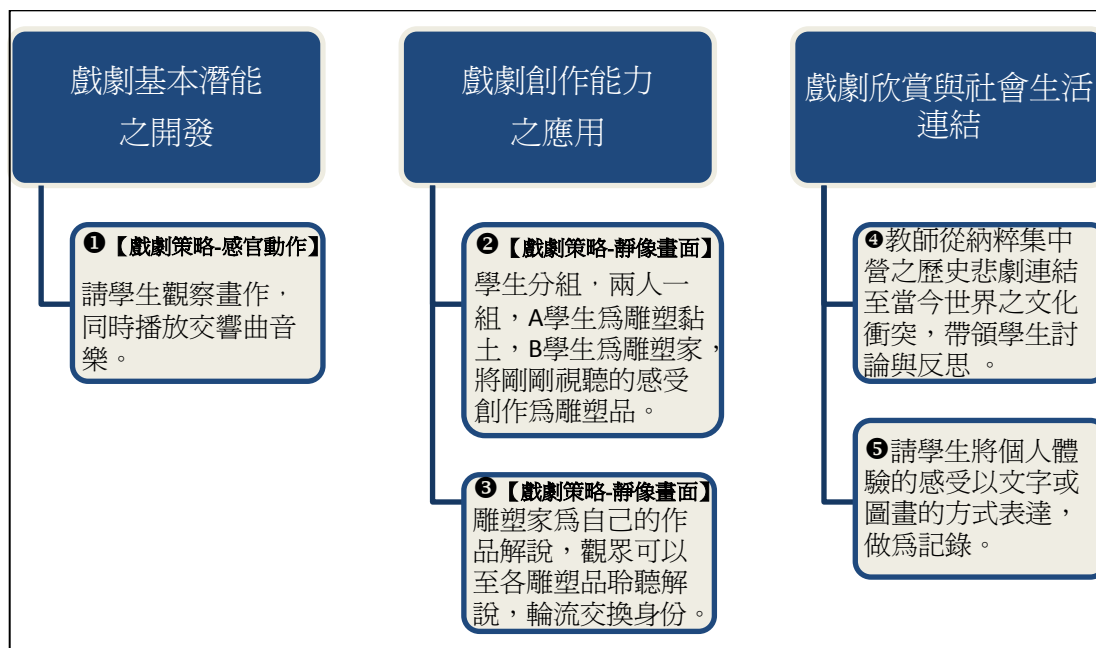 戲劇基本潛能
之開發
❶【戲劇策略-感官動作】
請學生觀察畫作，
同時播放交響曲音
樂。
戲劇創作能力
之應用
❷【戲劇策略-靜像畫面】
學生分組，兩人一
組，A學生為雕塑黏
土，B學生為雕塑家，
將剛剛視聽的感受
創作為雕塑品。
❸【戲劇策略-靜像畫面】
雕塑家為自己的作
品解說，觀眾可以
至各雕塑品聆聽解
說，輪流交換身份。
戲劇欣賞與社會生活
連結
❹教師從納粹集中
營之歷史悲劇連結
至當今世界之文化
衝突，帶領學生討
論與反思 。
❺請學生將個人體
驗的感受以文字或
圖畫的方式表達，
做為記錄。